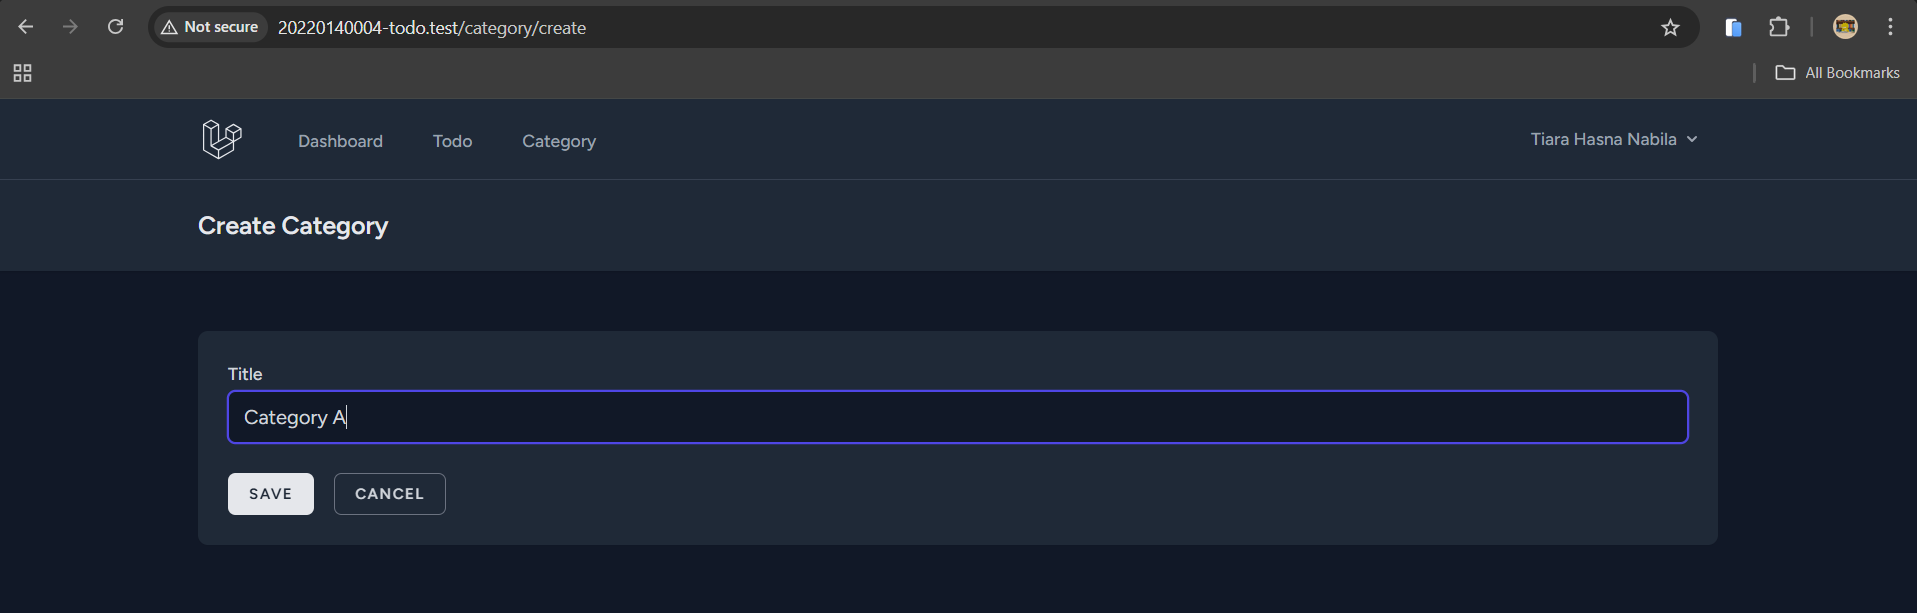 Not secure 20220140004-todo.test/category/create
All Bookmarks
Dashboard Todo Category Tiara Hasna Nabila
Create Category
Title
Category A
SAVE CANCEL